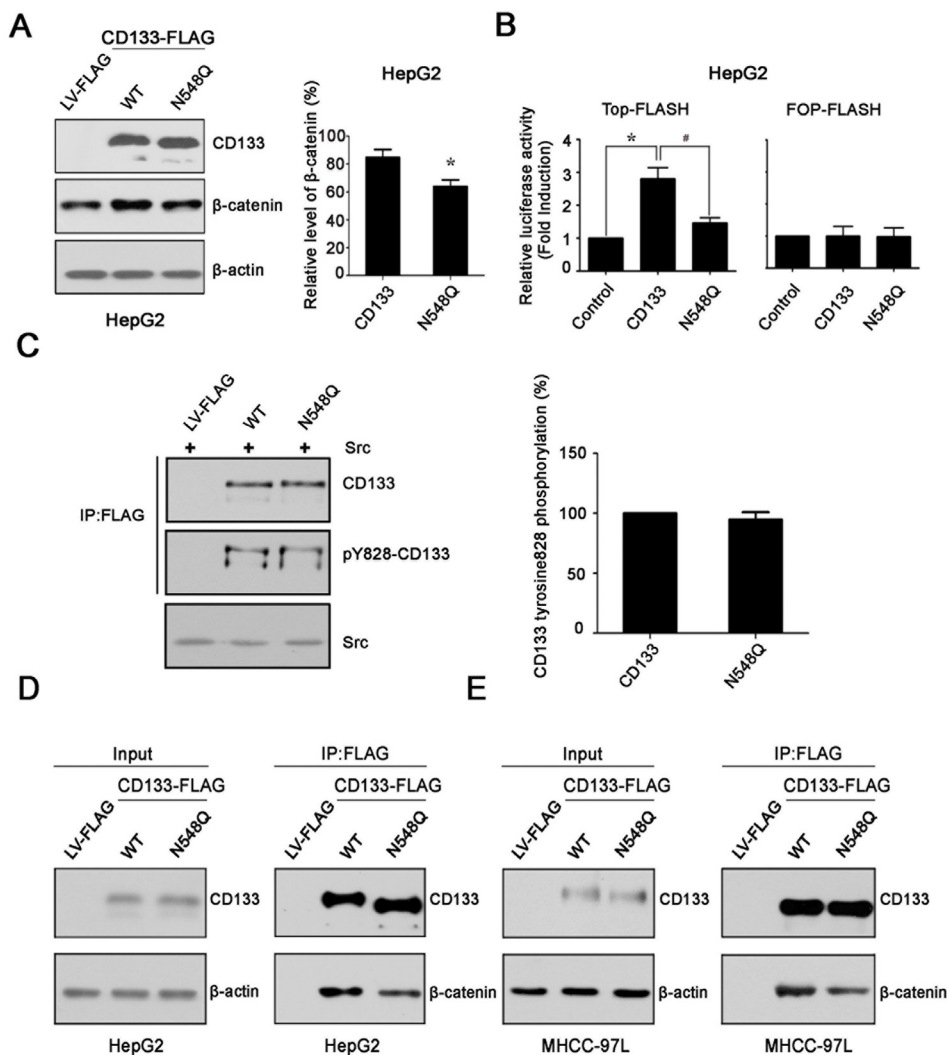 A
CD133-FLAG
LV-FLAG
WT
N548Q
CD133
β-catenin
β-actin
HepG2
HepG2
Relative level of β-catenin (%)
100
80
60
40
20
0
*
CD133
N548Q
B
HepG2
Top-FLASH
FOP-FLASH
Relative luciferase activity
(Fold Induction)
4
3
2
1
0
*
#
Control
CD133
N548Q
Control
CD133
N548Q
C
LV-FLAG
WT
N548Q
+ + + Src
IP:FLAG
CD133
pY828-CD133
Src
CD133 tyrosine828 phosphorylation (%)
150
100
50
0
CD133
N548Q
D
Input
CD133-FLAG
LV-FLAG
WT
N548Q
CD133
β-actin
HepG2
IP:FLAG
CD133-FLAG
LV-FLAG
WT
N548Q
CD133
β-catenin
HepG2
E
Input
CD133-FLAG
LV-FLAG
WT
N548Q
CD133
β-actin
MHCC-97L
IP:FLAG
CD133-FLAG
LV-FLAG
WT
N548Q
CD133
β-catenin
MHCC-97L